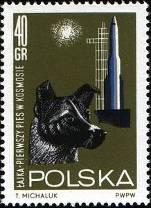 40
GR
ŁAJKA-PIERWSZY PIES W KOSMOSIE
POLSKA
T. MICHALUK
PWPW